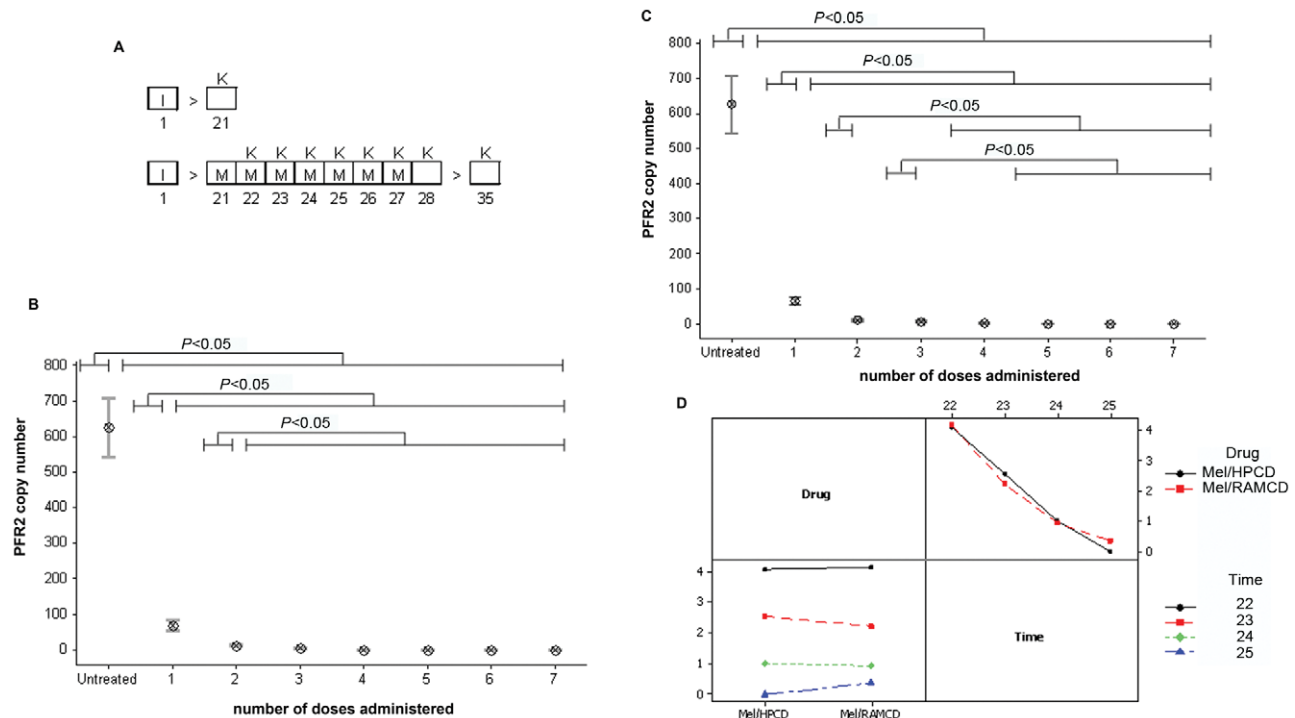 A
K
I > 
1 21
K K K K K K K K
I > M M M M M M M >
1 21 22 23 24 25 26 27 28 35
B
P<0.05
P<0.05
P<0.05
800
700
600
500
400
300
200
100
0
PFR2 copy number
Untreated 1 2 3 4 5 6 7
number of doses administered
C
P<0.05
P<0.05
P<0.05
P<0.05
800
700
600
500
400
300
200
100
0
PFR2 copy number
Untreated 1 2 3 4 5 6 7
number of doses administered
D
22 23 24 25
4
3
2
1
0
Drug
Drug
Mel/HPCD
Mel/RAMCD
4
3
2
1
0
Time
Mel/HPCD Mel/RAMCD
Time
22
23
24
25